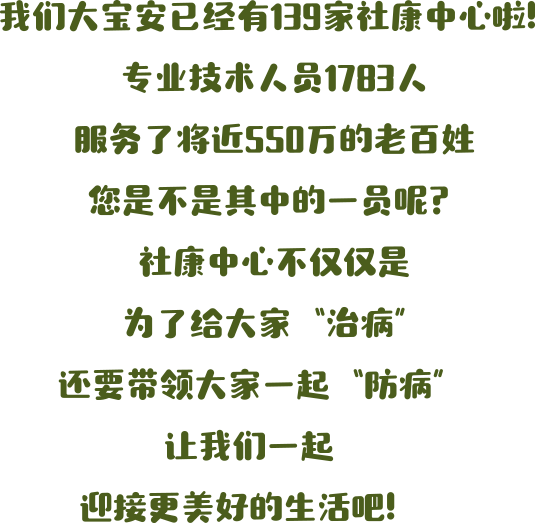 我们大宝安已经有139家社康中心啦!
专业技术人员1783人
服务了将近550万的老百姓
您是不是其中的一员呢?
社康中心不仅仅是
为了给大家“治病”
还要带领大家一起“防病”
让我们一起
迎接更美好的生活吧!